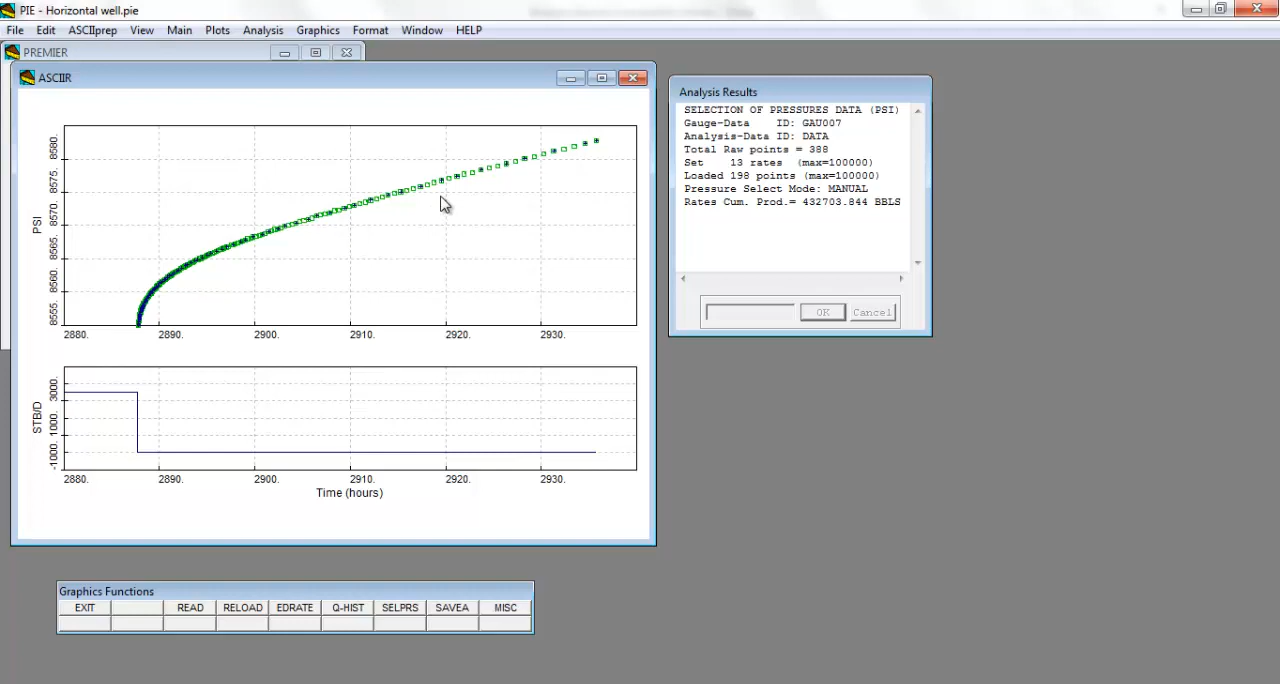 PIE - Horizontal well.pie
File Edit ASCIIprep View Main Plots Analysis Graphics Format Window HELP
PREMIER
ASCIIR
8580.
8575.
8570.
8565.
8560.
8555.
PSI
2880. 2890. 2900. 2910. 2920. 2930.
3000.
1000.
-1000.
STB/D
2880. 2890. 2900. 2910. 2920. 2930.
Time (hours)
Analysis Results
SELECTION OF PRESSURES DATA (PSI)
Gauge-Data ID: GAU007
Analysis-Data ID: DATA
Total Raw points = 388
Set 13 rates (max=100000)
Loaded 198 points (max=100000)
Pressure Select Mode: MANUAL
Rates Cum. Prod.= 432703.844 BBLS
OK Cancel
Graphics Functions
EXIT READ RELOAD EDRATE Q-HIST SELPRS SAVEA MISC